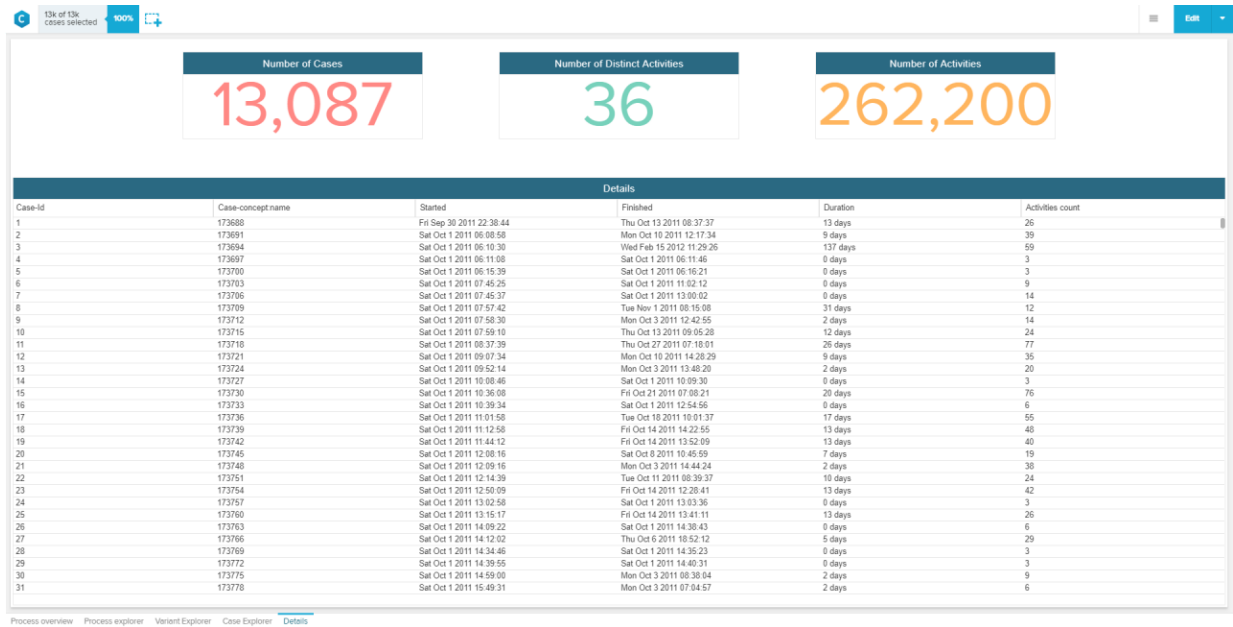 C 13k of 13k cases selected 100% Edit
Number of Cases Number of Distinct Activities Number of Activities
13,087 36 262,200
Details
Case-Id Case-concept:name Started Finished Duration Activities count
1 173688 Fri Sep 30 2011 22:38:44 Thu Oct 13 2011 08:37:37 13 days 26
2 173691 Sat Oct 1 2011 06:08:58 Mon Oct 10 2011 12:17:34 9 days 39
3 173694 Sat Oct 1 2011 06:10:30 Wed Feb 15 2012 11:29:26 137 days 59
4 173697 Sat Oct 1 2011 06:11:08 Sat Oct 1 2011 06:11:46 0 days 3
5 173700 Sat Oct 1 2011 06:15:39 Sat Oct 1 2011 06:16:21 0 days 3
6 173703 Sat Oct 1 2011 07:45:25 Sat Oct 1 2011 11:02:12 0 days 9
7 173706 Sat Oct 1 2011 07:45:37 Sat Oct 1 2011 13:00:02 0 days 14
8 173709 Sat Oct 1 2011 07:57:42 Tue Nov 1 2011 08:15:08 31 days 12
9 173712 Sat Oct 1 2011 07:58:30 Mon Oct 3 2011 12:42:55 2 days 14
10 173715 Sat Oct 1 2011 07:59:10 Thu Oct 13 2011 09:05:28 12 days 24
11 173718 Sat Oct 1 2011 08:37:39 Thu Oct 27 2011 07:18:01 26 days 77
12 173721 Sat Oct 1 2011 09:07:34 Mon Oct 10 2011 14:28:29 9 days 35
13 173724 Sat Oct 1 2011 09:52:14 Mon Oct 3 2011 13:48:20 2 days 20
14 173727 Sat Oct 1 2011 10:08:46 Sat Oct 1 2011 10:09:30 0 days 3
15 173730 Sat Oct 1 2011 10:36:08 Fri Oct 21 2011 07:08:21 20 days 76
16 173733 Sat Oct 1 2011 10:39:34 Sat Oct 1 2011 12:54:56 0 days 6
17 173736 Sat Oct 1 2011 11:01:58 Tue Oct 18 2011 10:01:37 17 days 55
18 173739 Sat Oct 1 2011 11:12:58 Fri Oct 14 2011 14:22:55 13 days 48
19 173742 Sat Oct 1 2011 11:44:12 Fri Oct 14 2011 13:52:09 13 days 40
20 173745 Sat Oct 1 2011 12:08:16 Sat Oct 8 2011 10:45:59 7 days 19
21 173748 Sat Oct 1 2011 12:09:16 Mon Oct 3 2011 14:44:24 2 days 38
22 173751 Sat Oct 1 2011 12:14:39 Tue Oct 11 2011 08:39:37 10 days 24
23 173754 Sat Oct 1 2011 12:50:09 Fri Oct 14 2011 12:28:41 13 days 42
24 173757 Sat Oct 1 2011 13:02:58 Sat Oct 1 2011 13:03:36 0 days 3
25 173760 Sat Oct 1 2011 13:15:17 Fri Oct 14 2011 13:41:11 13 days 26
26 173763 Sat Oct 1 2011 14:09:22 Sat Oct 1 2011 14:38:43 0 days 6
27 173766 Sat Oct 1 2011 14:12:02 Thu Oct 6 2011 18:52:12 5 days 29
28 173769 Sat Oct 1 2011 14:34:46 Sat Oct 1 2011 14:35:23 0 days 3
29 173772 Sat Oct 1 2011 14:39:55 Sat Oct 1 2011 14:40:31 0 days 3
30 173775 Sat Oct 1 2011 14:59:00 Mon Oct 3 2011 08:38:04 2 days 9
31 173778 Sat Oct 1 2011 15:49:31 Mon Oct 3 2011 07:04:57 2 days 6
Process overview Process explorer Variant Explorer Case Explorer Details